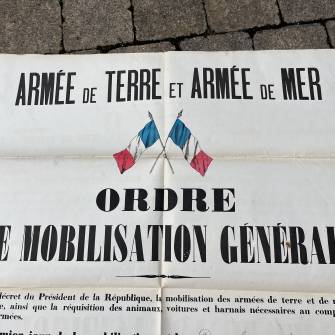 ARMÉE DE TERRE ET ARMÉE DE MER
ORDRE
E MOBILISATION GÉNÉRAL
décret du Président de la République, la mobilisation des armées de terre et de
e, ainsi que la réquisition des animaux, voitures et harnais nécessaires au
rmées.